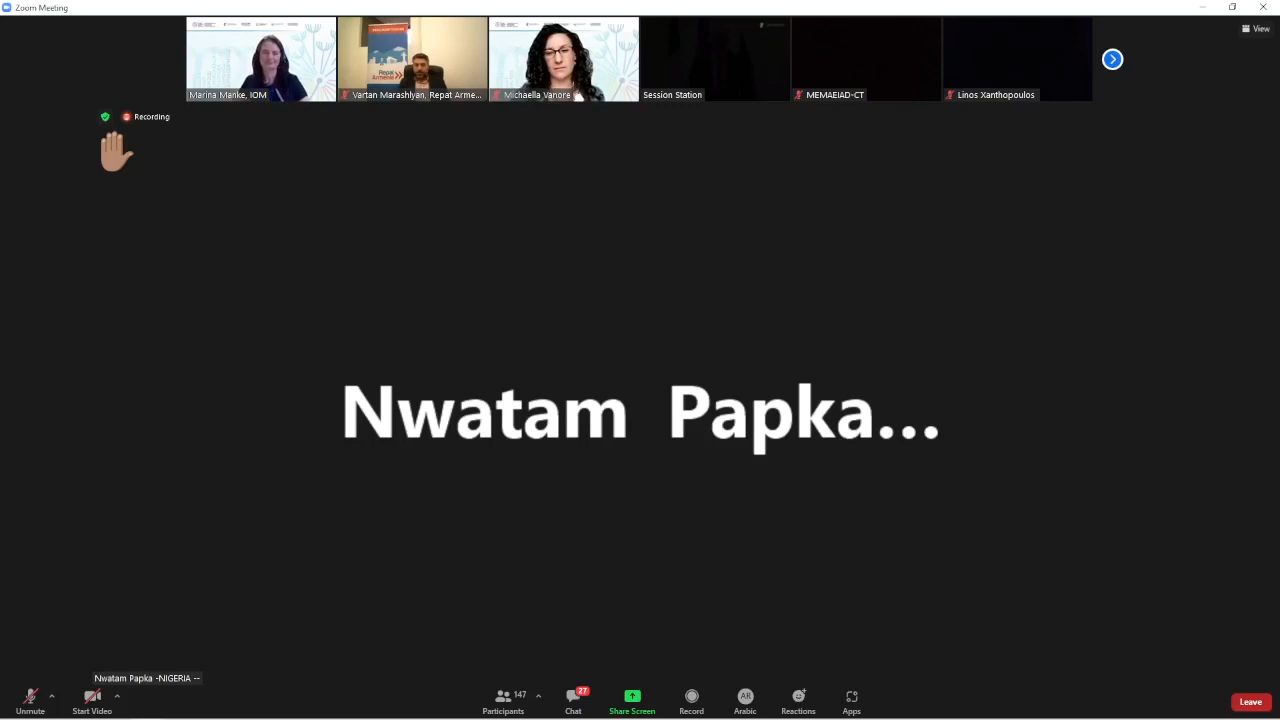 Zoom Meeting
View
Marina Manke, IOM
Vartan Marashlyan, Repat Arme...
Michaella Vanore
Session Station
MEMAEIAD-CT
Linos Xanthopoulos
Repat
Armenia
Recording
Nwatam Papka...
Nwatam Papka -NIGERIA --
Unmute
Start Video
147
Participants
27
Chat
Share Screen
Record
AR
Arabic
Reactions
Apps
Leave